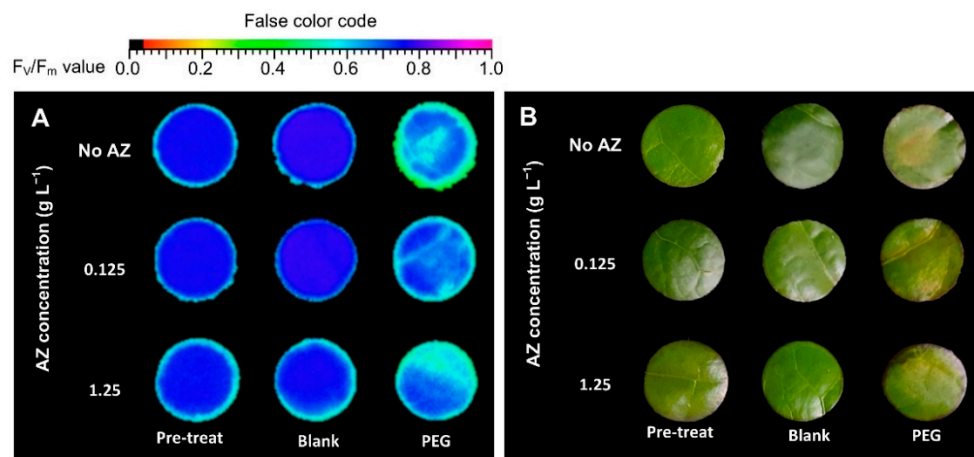 False color code
Fv/Fm value 0.0 0.2 0.4 0.6 0.8 1.0
A
B
AZ concentration (g L⁻¹)
No AZ
0.125
1.25
Pre-treat Blank PEG
AZ concentration (g L⁻¹)
No AZ
0.125
1.25
Pre-treat Blank PEG